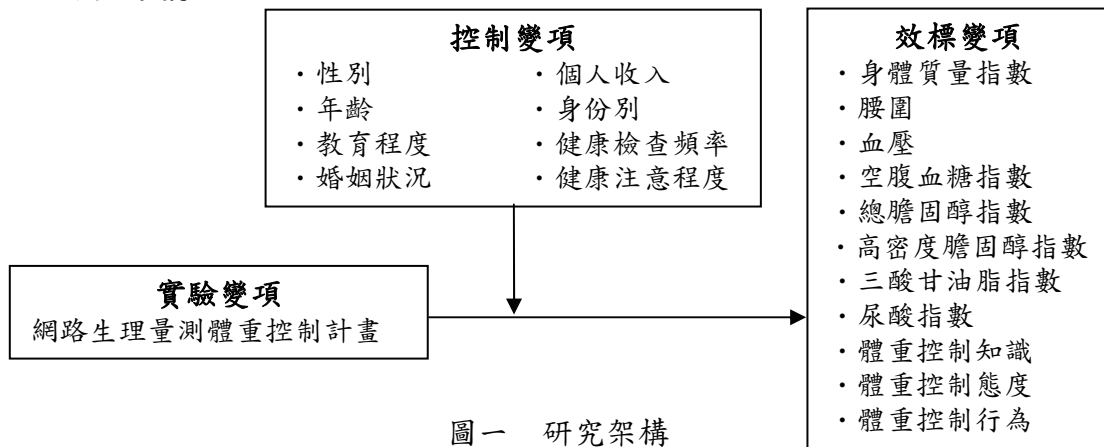 控制變項
・性別
・年齡
・教育程度
・婚姻狀況
・個人收入
・身份別
・健康檢查頻率
・健康注意程度
實驗變項
網路生理量測體重控制計畫
效標變項
・身體質量指數
・腰圍
・血壓
・空腹血糖指數
・總膽固醇指數
・高密度膽固醇指數
・三酸甘油脂指數
・尿酸指數
・體重控制知識
・體重控制態度
・體重控制行為
圖一 研究架構